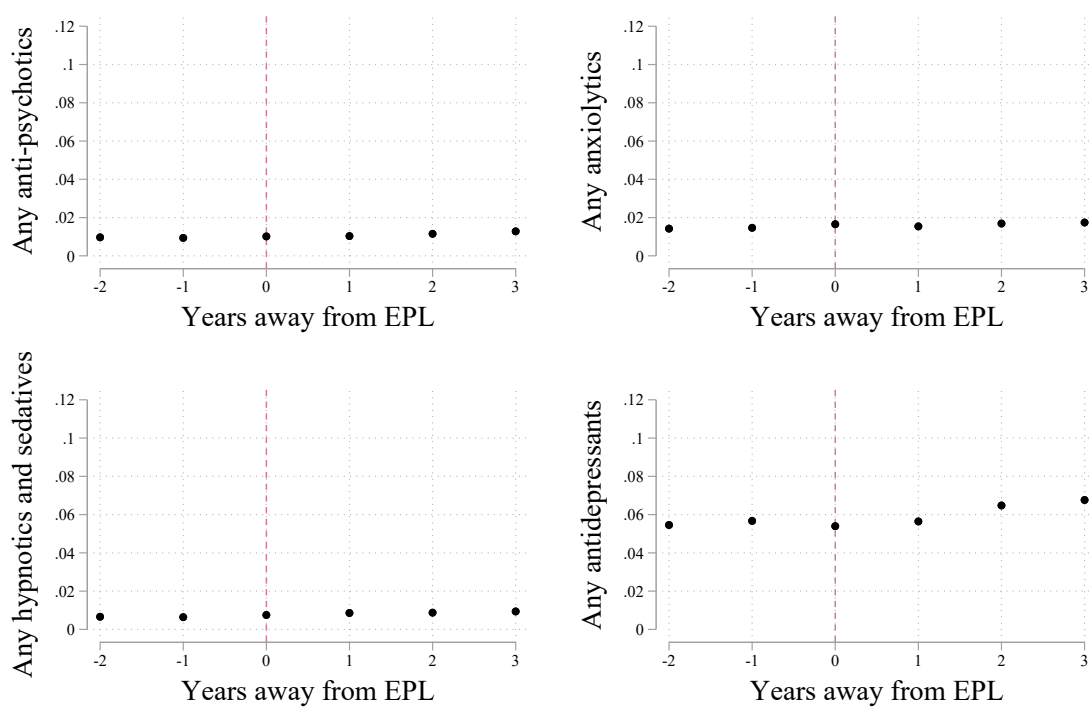 Any anti-psychotics
.12
.1
.08
.06
.04
.02
0
-2 -1 0 1 2 3
Years away from EPL
Any anxiolytics
.12
.1
.08
.06
.04
.02
0
-2 -1 0 1 2 3
Years away from EPL
Any hypnotics and sedatives
.12
.1
.08
.06
.04
.02
0
-2 -1 0 1 2 3
Years away from EPL
Any antidepressants
.12
.1
.08
.06
.04
.02
0
-2 -1 0 1 2 3
Years away from EPL